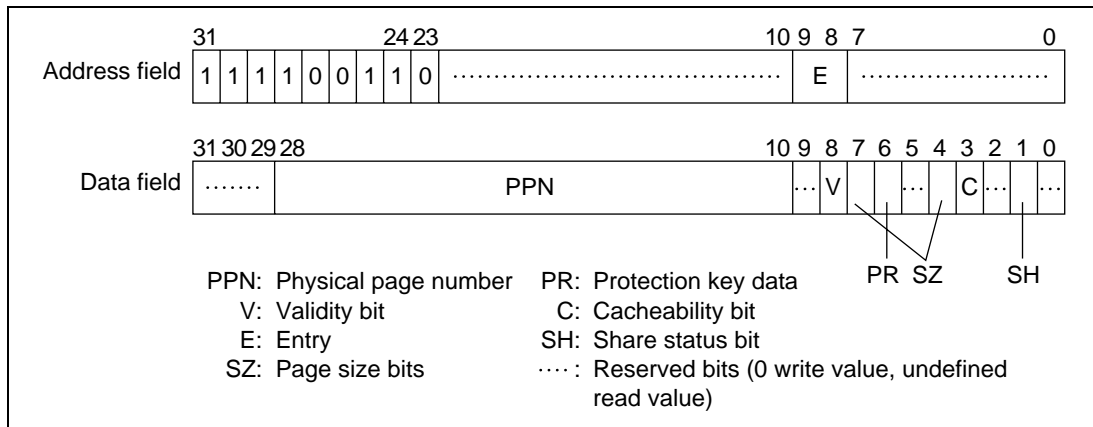 31 24 23 10 9 8 7 0
Address field 1 1 1 1 0 0 1 1 0 ........................................ E ......................
31 30 29 28 10 9 8 7 6 5 4 3 2 1 0
Data field ....... PPN ... V ... C ... ...
PR SZ SH
PPN: Physical page number PR: Protection key data
V: Validity bit C: Cacheability bit
E: Entry SH: Share status bit
SZ: Page size bits ····: Reserved bits (0 write value, undefined
read value)